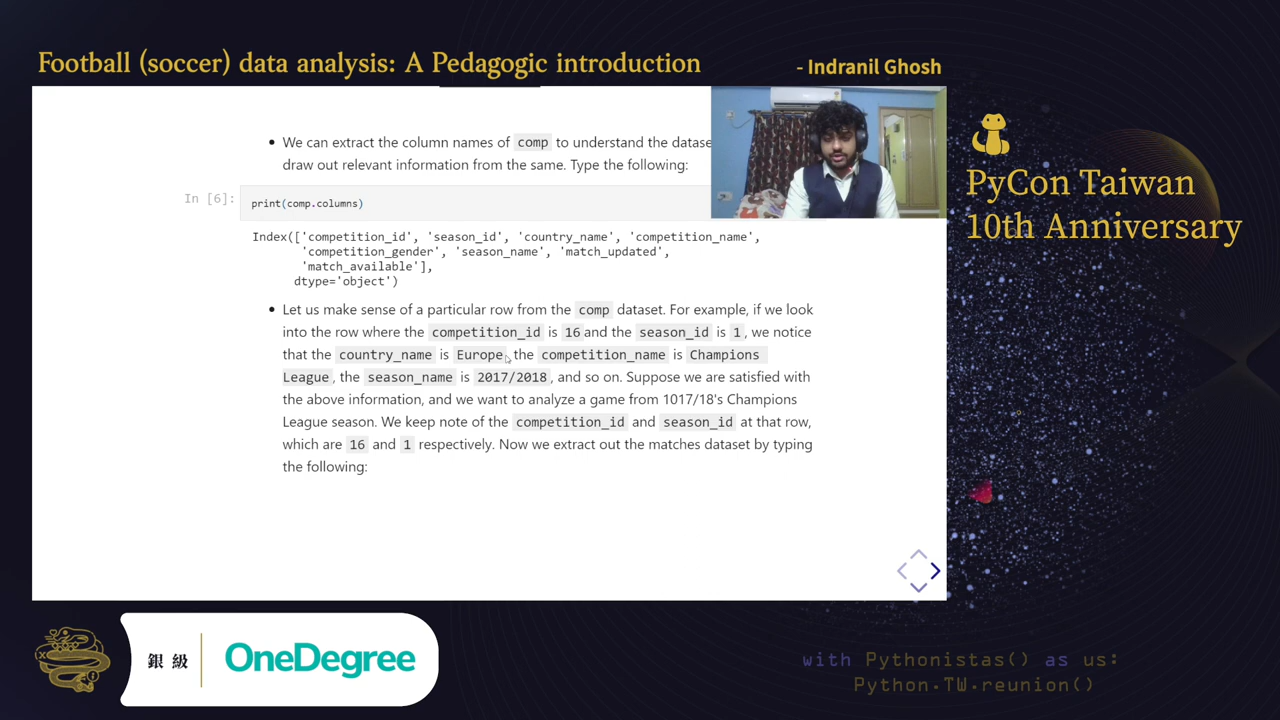 Football (soccer) data analysis: A Pedagogic introduction
- Indranil Ghosh
We can extract the column names of comp to understand the datase
draw out relevant information from the same. Type the following:
In [6]:
print(comp.columns)
Index(['competition_id', 'season_id', 'country_name', 'competition_name',
'competition_gender', 'season_name', 'match_updated',
'match_available'],
dtype='object')
Let us make sense of a particular row from the comp dataset. For example, if we look
into the row where the competition_id is 16 and the season_id is 1, we notice
that the country_name is Europe, the competition_name is Champions
League, the season_name is 2017/2018, and so on. Suppose we are satisfied with
the above information, and we want to analyze a game from 1017/18's Champions
League season. We keep note of the competition_id and season_id at that row,
which are 16 and 1 respectively. Now we extract out the matches dataset by typing
the following:
PyCon Taiwan
10th Anniversary
銀級
OneDegree
with Pythonistas() as us:
Python.TW.reunion()